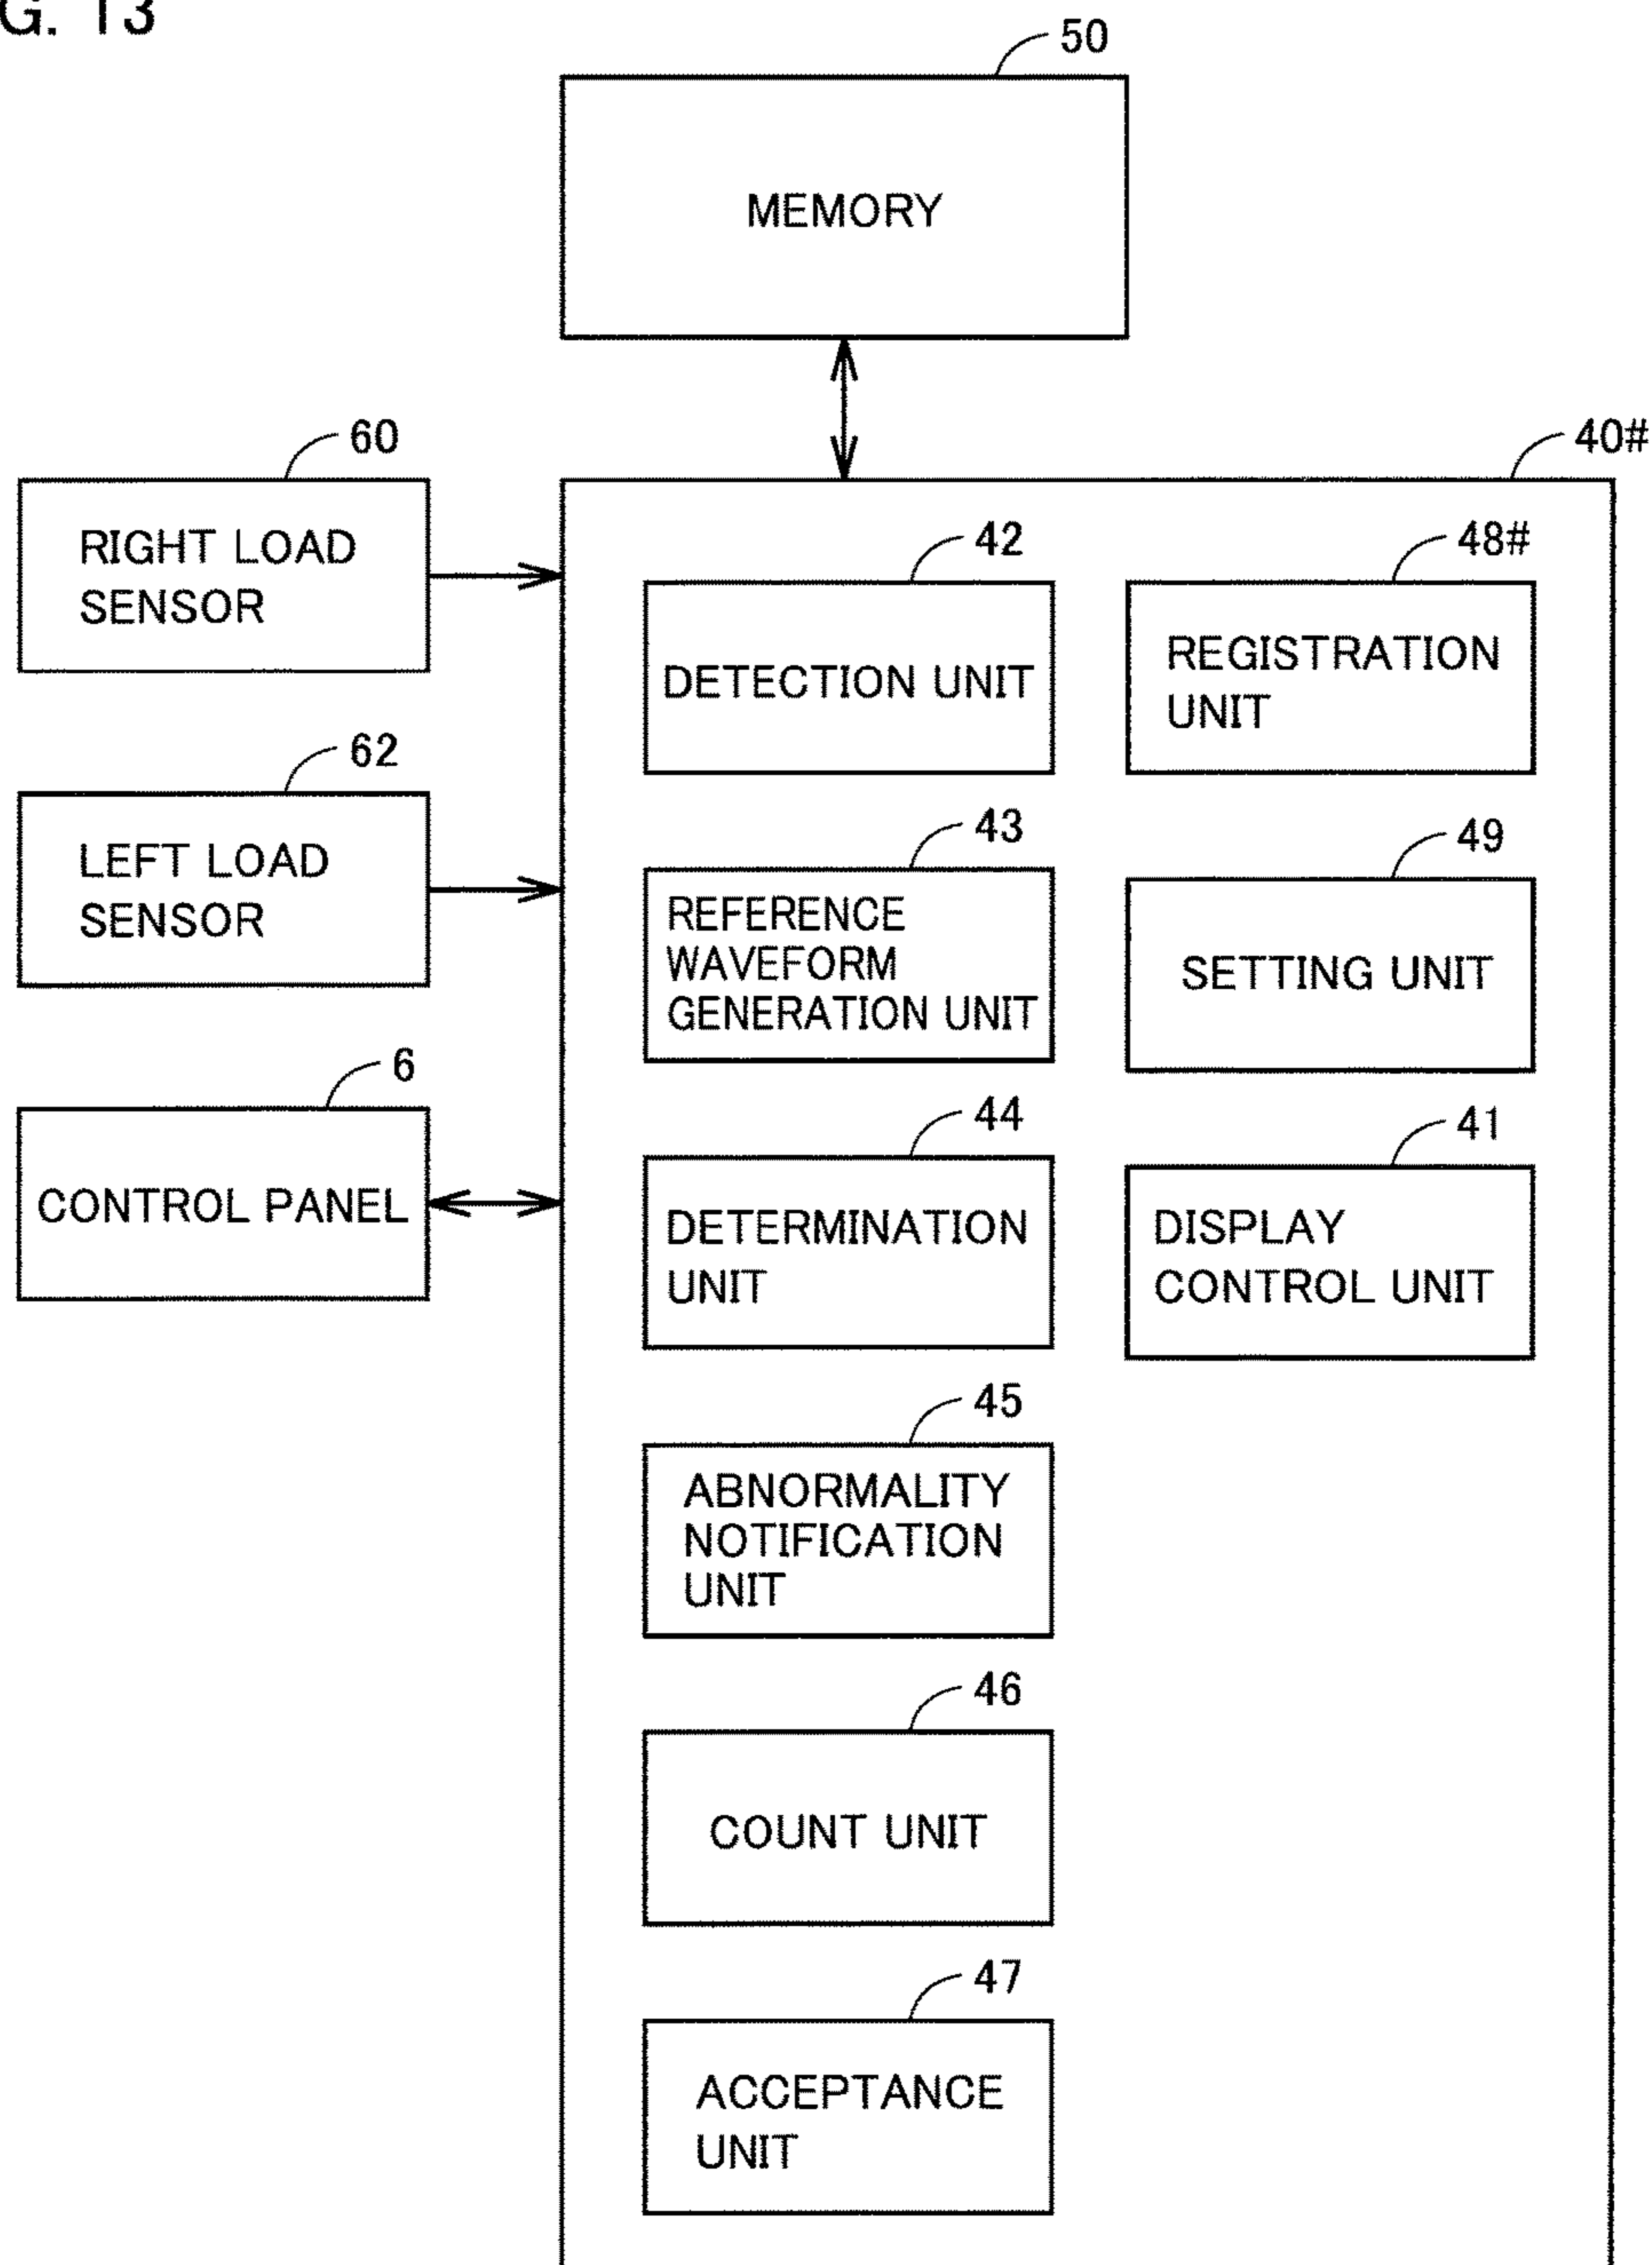 G. 13
50
MEMORY
60
40#
RIGHT LOAD
SENSOR
42
48#
DETECTION UNIT
REGISTRATION
UNIT
62
LEFT LOAD
SENSOR
43
49
REFERENCE
WAVEFORM
GENERATION UNIT
SETTING UNIT
6
CONTROL PANEL
44
41
DETERMINATION
UNIT
DISPLAY
CONTROL UNIT
45
ABNORMALITY
NOTIFICATION
UNIT
46
COUNT UNIT
47
ACCEPTANCE
UNIT